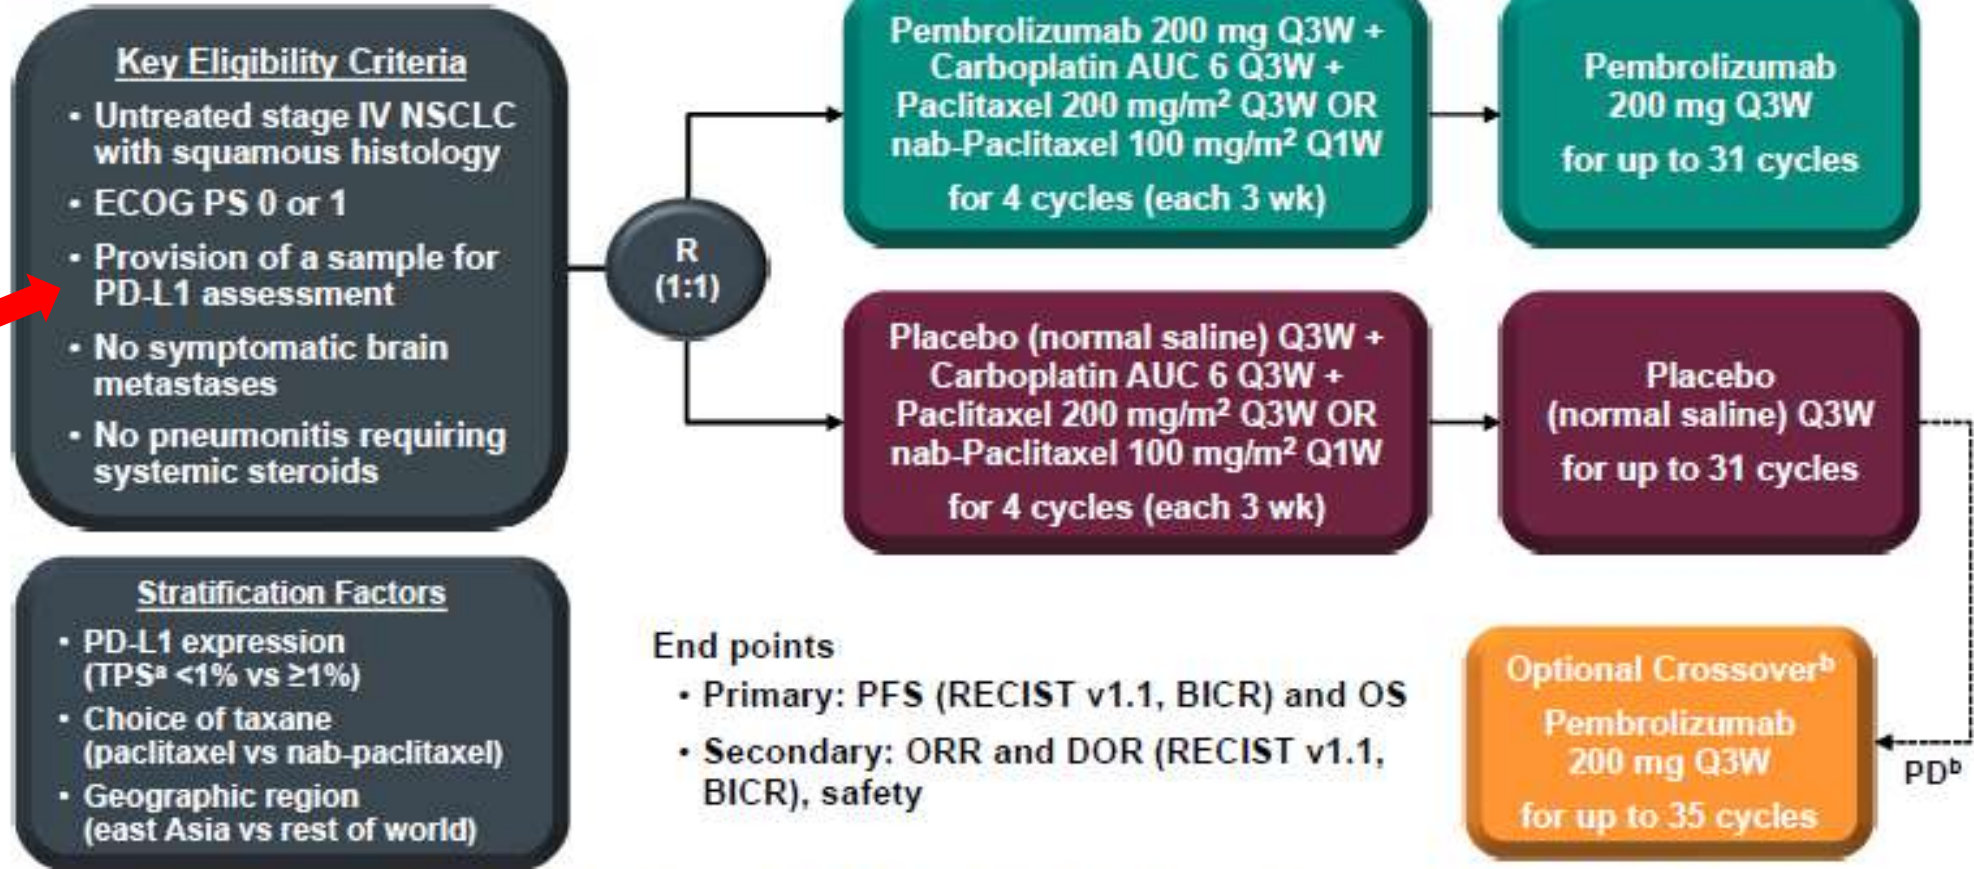 Key Eligibility Criteria
• Untreated stage IV NSCLC
with squamous histology
• ECOG PS 0 or 1
• Provision of a sample for
PD-L1 assessment
• No symptomatic brain
metastases
• No pneumonitis requiring
systemic steroids
Stratification Factors
• PD-L1 expression
(TPSᵃ <1% vs ≥1%)
• Choice of taxane
(paclitaxel vs nab-paclitaxel)
• Geographic region
(east Asia vs rest of world)
R
(1:1)
Pembrolizumab 200 mg Q3W +
Carboplatin AUC 6 Q3W +
Paclitaxel 200 mg/m² Q3W OR
nab-Paclitaxel 100 mg/m² Q1W
for 4 cycles (each 3 wk)
Pembrolizumab
200 mg Q3W
for up to 31 cycles
Placebo (normal saline) Q3W +
Carboplatin AUC 6 Q3W +
Paclitaxel 200 mg/m² Q3W OR
nab-Paclitaxel 100 mg/m² Q1W
for 4 cycles (each 3 wk)
Placebo
(normal saline) Q3W
for up to 31 cycles
End points
• Primary: PFS (RECIST v1.1, BICR) and OS
• Secondary: ORR and DOR (RECIST v1.1,
BICR), safety
Optional Crossoverᵇ
Pembrolizumab
200 mg Q3W
for up to 35 cycles
PDᵇ